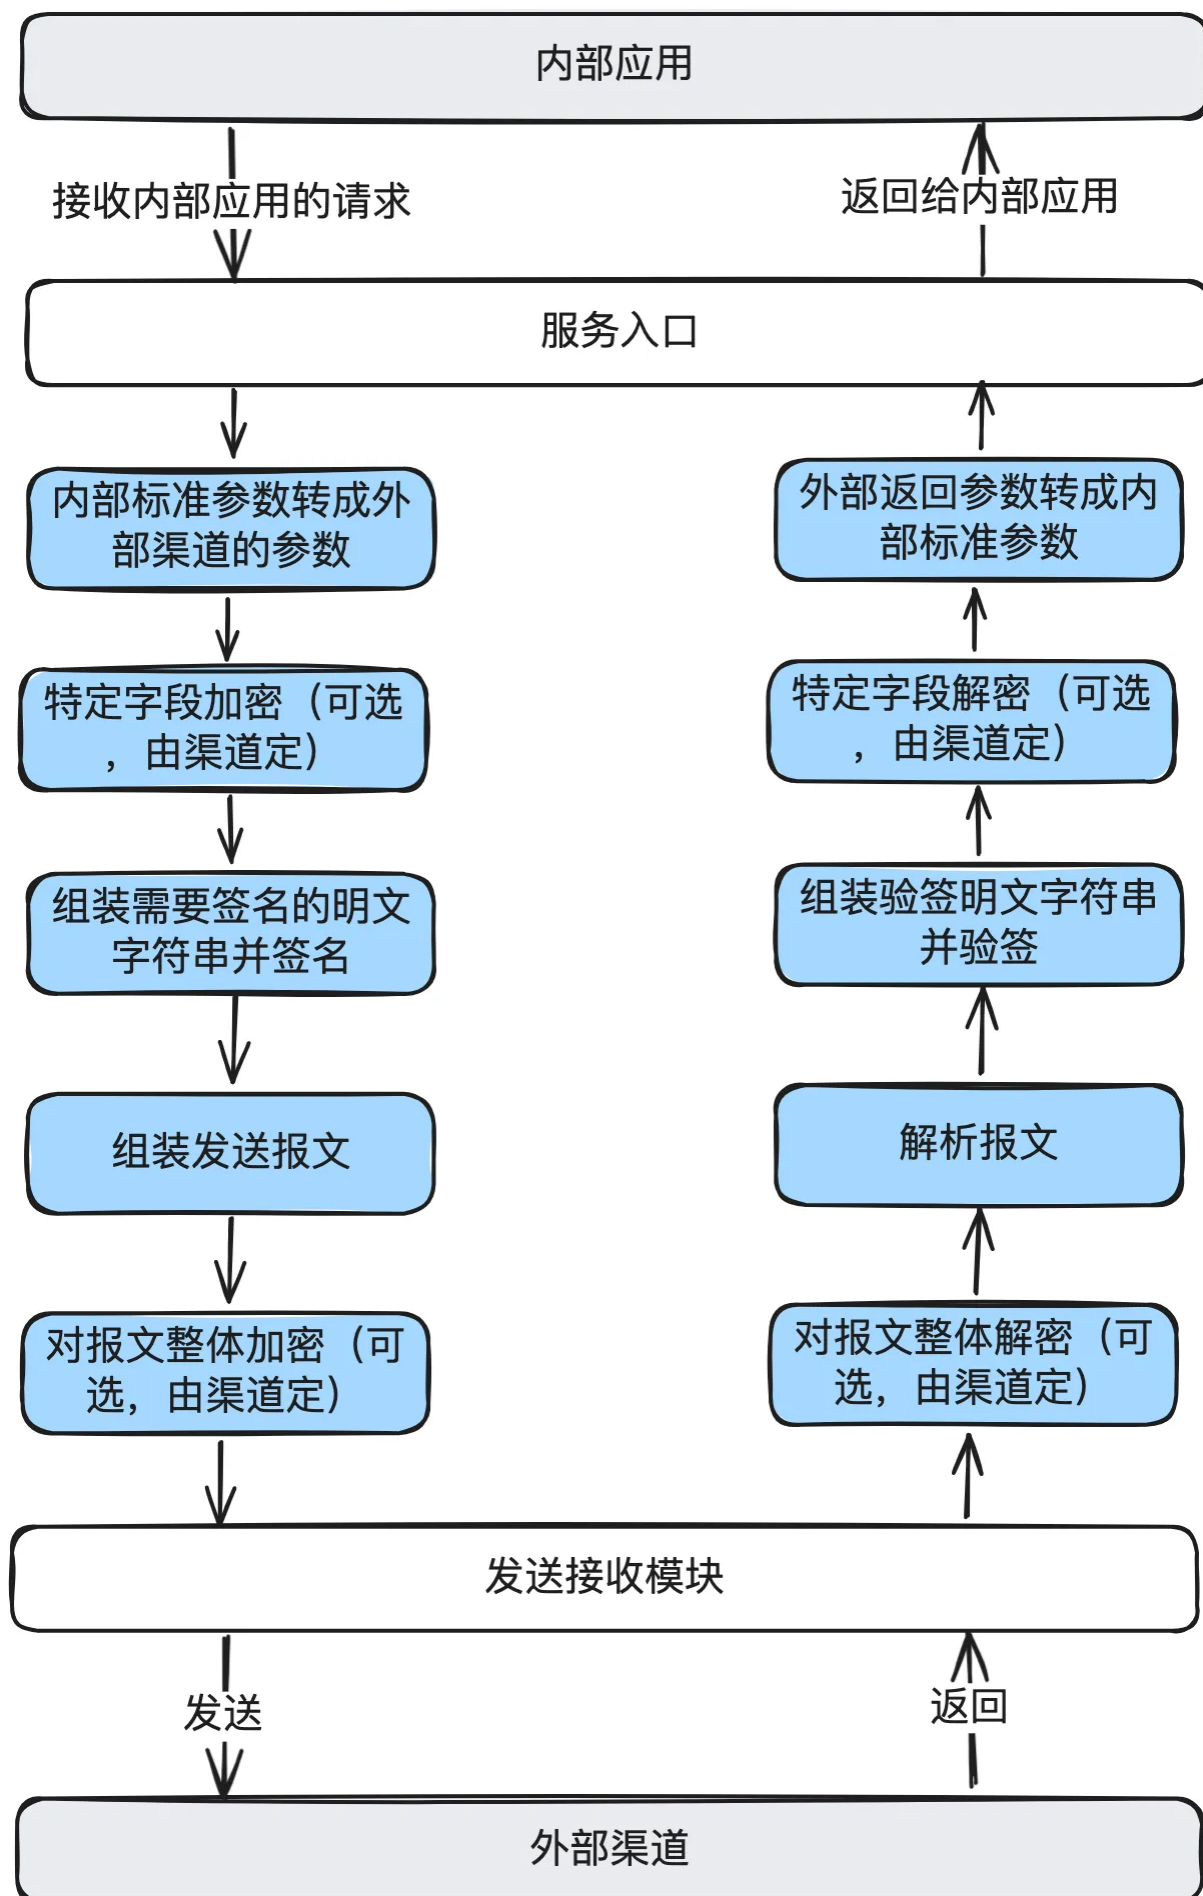 内部应用
接收内部应用的请求
返回给内部应用
服务入口
内部标准参数转成外
部渠道的参数
外部返回参数转成内
部标准参数
特定字段加密（可选
，由渠道定）
特定字段解密（可选
，由渠道定）
组装需要签名的明文
字符串并签名
组装验签明文字符串
并验签
组装发送报文
解析报文
对报文整体加密（可
选，由渠道定）
对报文整体解密（可
选，由渠道定）
发送接收模块
发送
返回
外部渠道